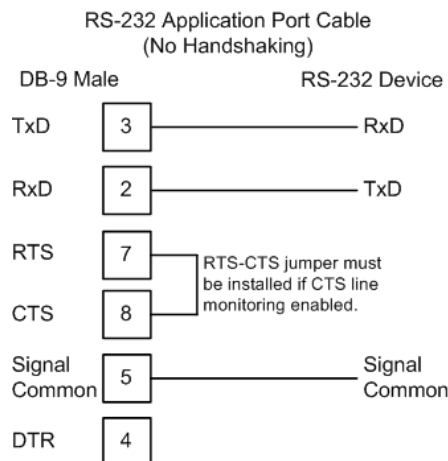 RS-232 Application Port Cable
(No Handshaking)
DB-9 Male RS-232 Device
TxD 3 RxD
RxD 2 TxD
RTS 7
RTS-CTS jumper must
be installed if CTS line
monitoring enabled.
CTS 8
Signal
Common 5 Signal
Common
DTR 4